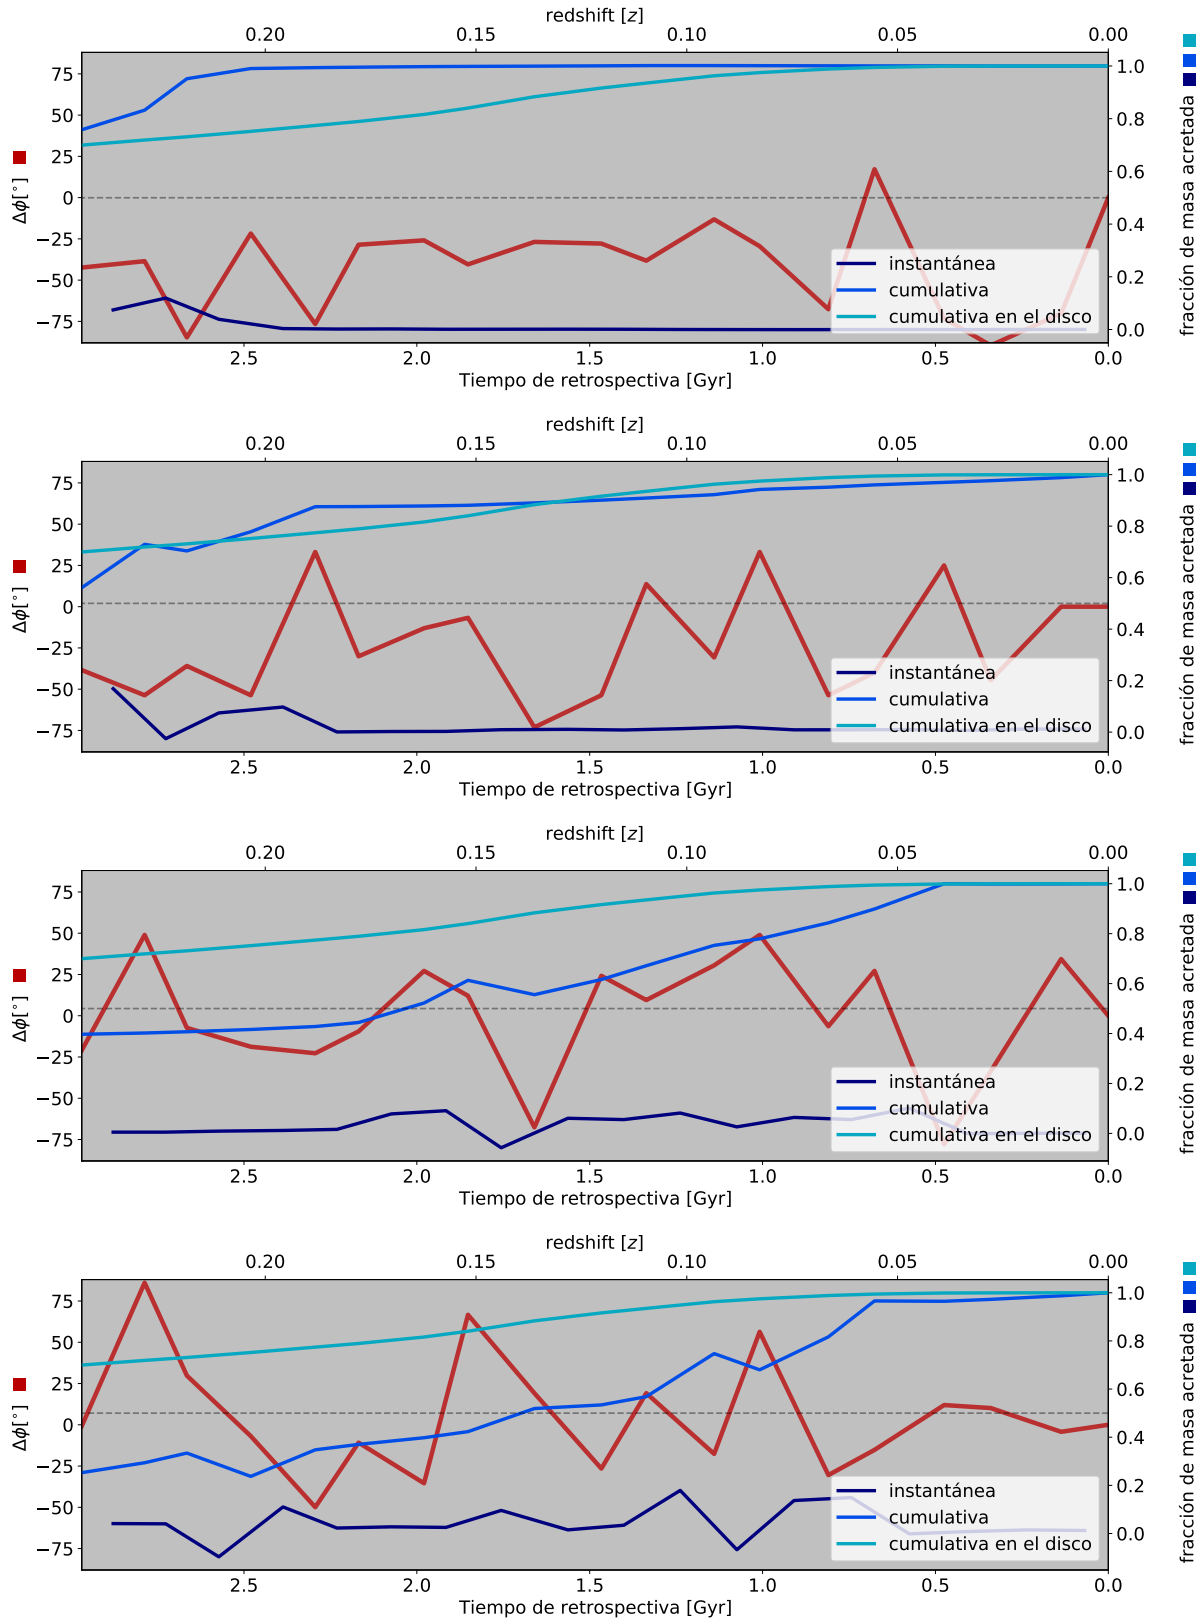 redshift [z]
0.20 0.15 0.10 0.05 0.00
75 50 25 0 −25 −50 −75
Δϕ[°]
1.0 0.8 0.6 0.4 0.2 0.0
fracción de masa acretada
instantánea
cumulativa
cumulativa en el disco
2.5 2.0 1.5 1.0 0.5 0.0
Tiempo de retrospectiva [Gyr]
redshift [z]
0.20 0.15 0.10 0.05 0.00
75 50 25 0 −25 −50 −75
Δϕ[°]
1.0 0.8 0.6 0.4 0.2 0.0
fracción de masa acretada
instantánea
cumulativa
cumulativa en el disco
2.5 2.0 1.5 1.0 0.5 0.0
Tiempo de retrospectiva [Gyr]
redshift [z]
0.20 0.15 0.10 0.05 0.00
75 50 25 0 −25 −50 −75
Δϕ[°]
1.0 0.8 0.6 0.4 0.2 0.0
fracción de masa acretada
instantánea
cumulativa
cumulativa en el disco
2.5 2.0 1.5 1.0 0.5 0.0
Tiempo de retrospectiva [Gyr]
redshift [z]
0.20 0.15 0.10 0.05 0.00
75 50 25 0 −25 −50 −75
Δϕ[°]
1.0 0.8 0.6 0.4 0.2 0.0
fracción de masa acretada
instantánea
cumulativa
cumulativa en el disco
2.5 2.0 1.5 1.0 0.5 0.0
Tiempo de retrospectiva [Gyr]